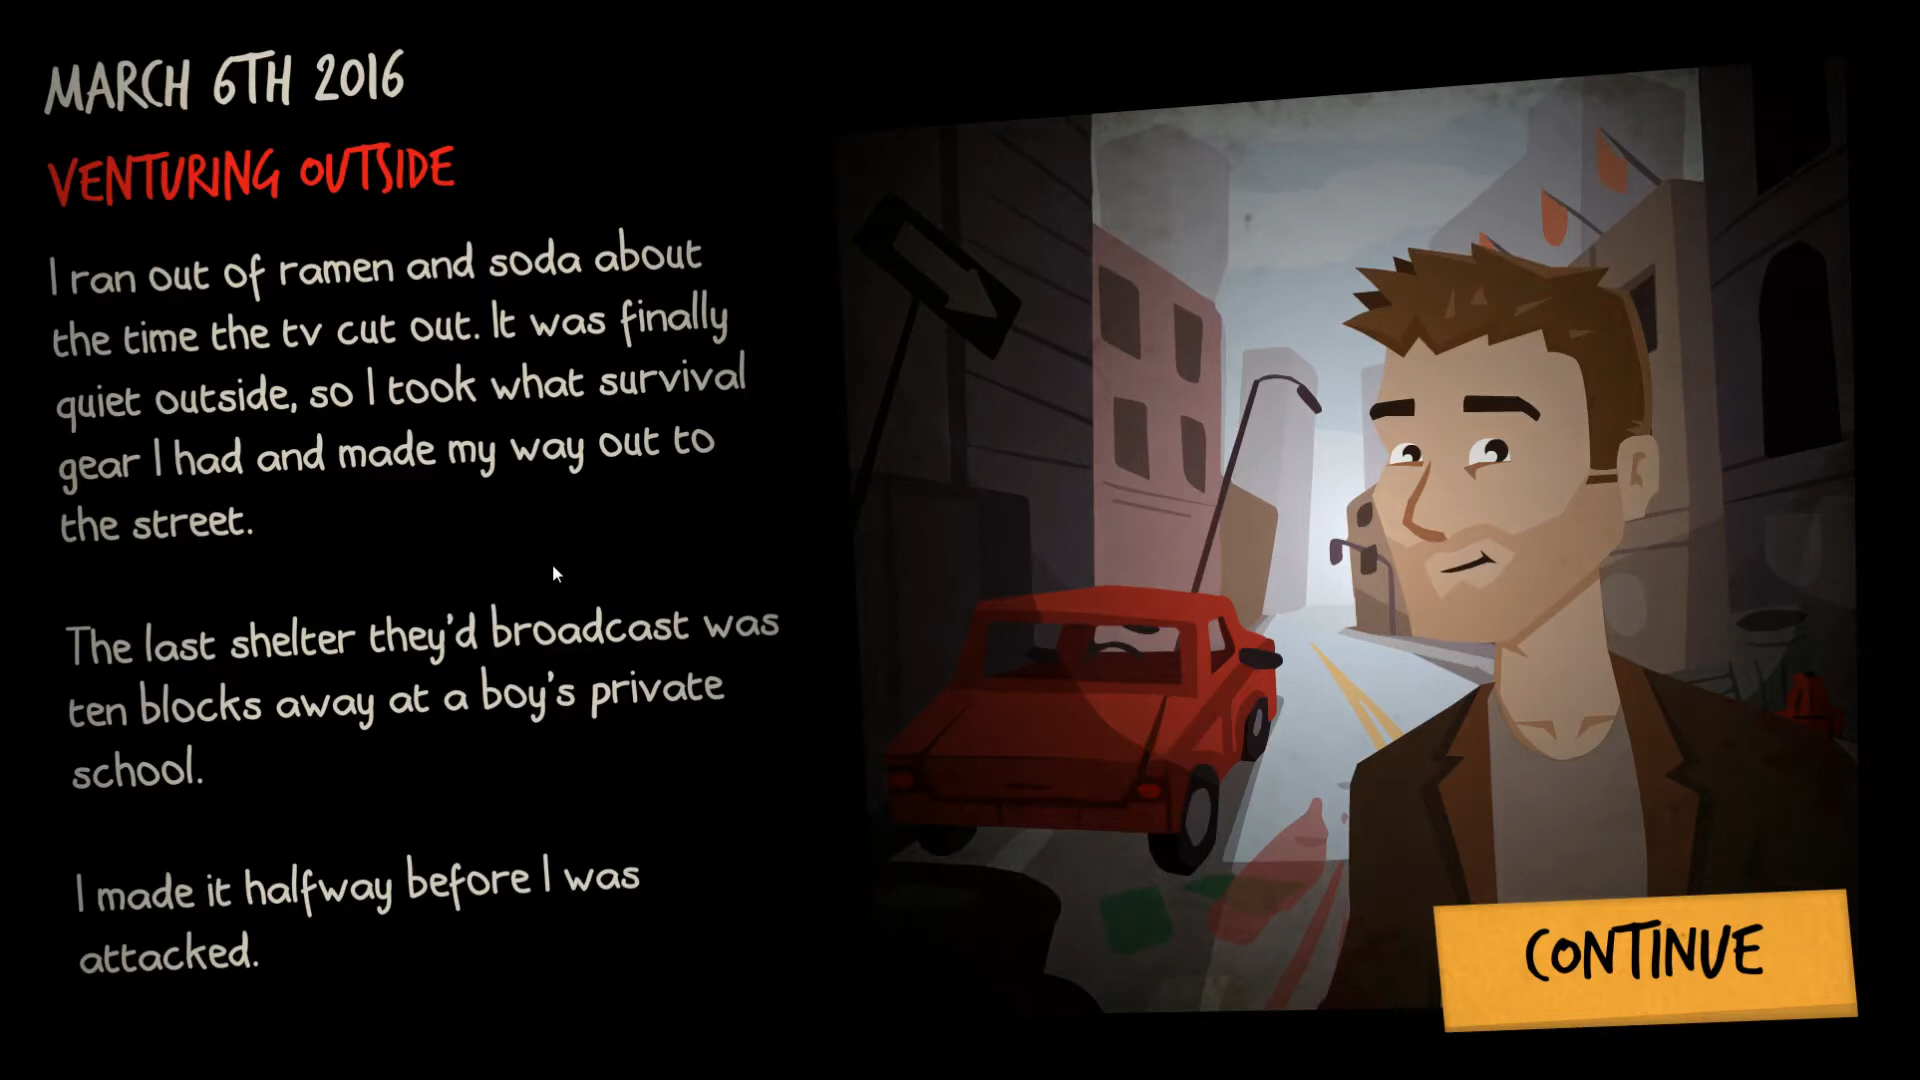 MARCH 6TH 2016
VENTURING OUTSIDE
I ran out of ramen and soda about
the time the tv cut out. It was finally
quiet outside, so I took what survival
gear I had and made my way out to
the street.
The last shelter they'd broadcast was
ten blocks away at a boy's private
school.
I made it halfway before I was
attacked.
CONTINUE